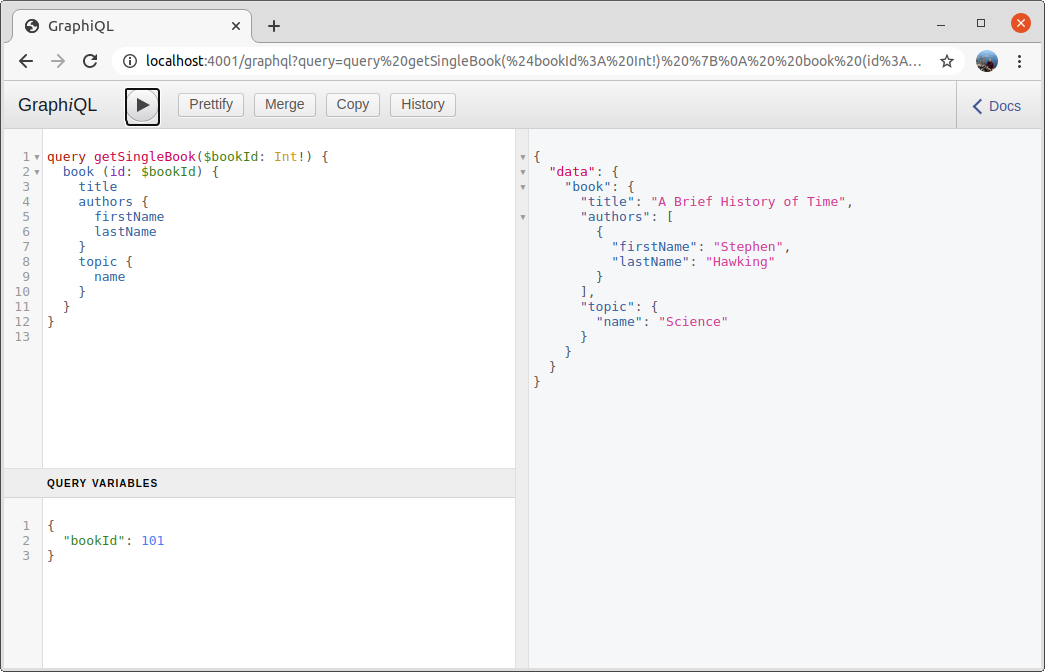 GraphiQL
localhost:4001/graphql?query=query%20getSingleBook(%24bookId%3A%20Int!)%20%7B%0A%20%20book%20(id%3A...
GraphiQL Prettify Merge Copy History Docs
1 query getSingleBook($bookId: Int!) {
2   book (id: $bookId) {
3     title
4     authors {
5       firstName
6       lastName
7     }
8     topic {
9       name
10     }
11   }
12 }
13
QUERY VARIABLES
1 {
2   "bookId": 101
3 }
{
  "data": {
    "book": {
      "title": "A Brief History of Time",
      "authors": [
        {
          "firstName": "Stephen",
          "lastName": "Hawking"
        }
      ],
      "topic": {
        "name": "Science"
      }
    }
  }
}